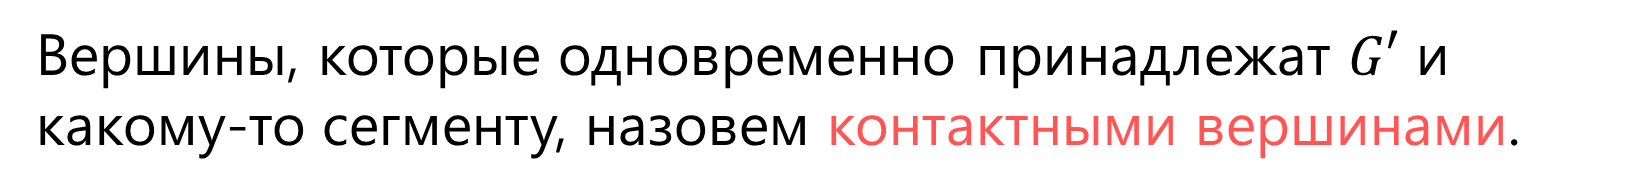 Вершины, которые одновременно принадлежат G′ и
какому-то сегменту, назовем контактными вершинами.